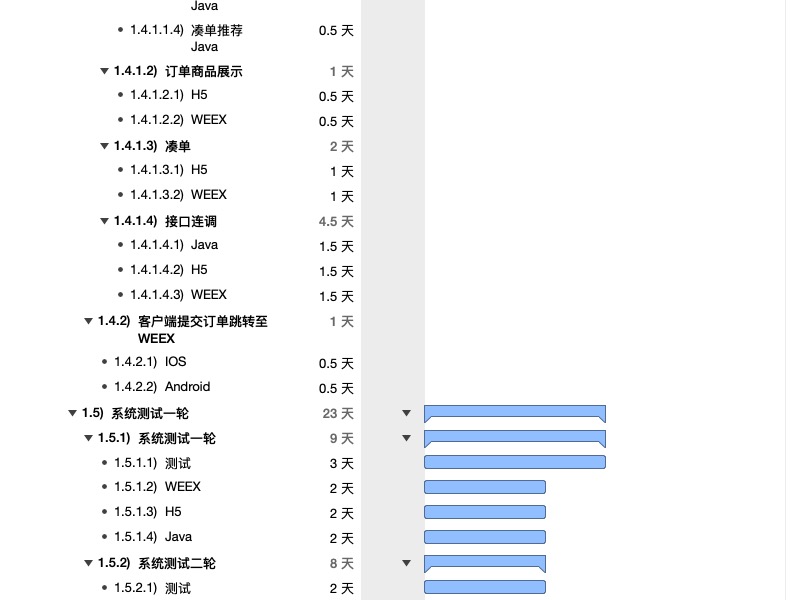 Java
1.4.1.1.4) 凑单推荐 0.5 天
Java
1.4.1.2) 订单商品展示 1 天
1.4.1.2.1) H5 0.5 天
1.4.1.2.2) WEEX 0.5 天
1.4.1.3) 凑单 2 天
1.4.1.3.1) H5 1 天
1.4.1.3.2) WEEX 1 天
1.4.1.4) 接口连调 4.5 天
1.4.1.4.1) Java 1.5 天
1.4.1.4.2) H5 1.5 天
1.4.1.4.3) WEEX 1.5 天
1.4.2) 客户端提交订单跳转至 1 天
WEEX
1.4.2.1) IOS 0.5 天
1.4.2.2) Android 0.5 天
1.5) 系统测试一轮 23 天
1.5.1) 系统测试一轮 9 天
1.5.1.1) 测试 3 天
1.5.1.2) WEEX 2 天
1.5.1.3) H5 2 天
1.5.1.4) Java 2 天
1.5.2) 系统测试二轮 8 天
1.5.2.1) 测试 2 天